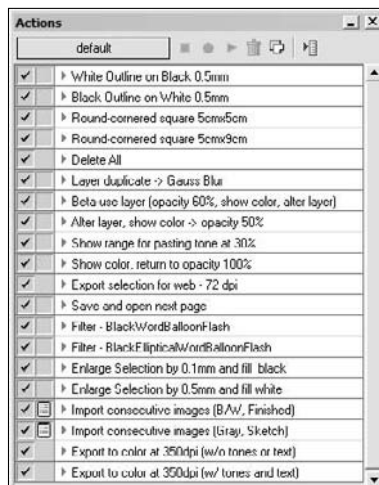 Actions
default
White Outline on Black 0.5mm
Black Outline on White 0.5mm
Round-cornered square 5cmx5cm
Round-cornered square 5cmx9cm
Delete All
Layer duplicate -> Gauss Blur
Beta use layer (opacity 60%, show color, alter layer)
Alter layer, show color -> opacity 50%
Show range for pasting tone at 30%
Show color, return to opacity 100%
Export selection for web - 72 dpi
Save and open next page
Filter - BlackWordBalloonFlash
Filter - BlackEllipticalWordBalloonFlash
Enlarge Selection by 0.1mm and fill black
Enlarge Selection by 0.5mm and fill white
Import consecutive images (B/W, Finished)
Import consecutive images (Gray, Sketch)
Export to color at 350dpi (w/o tones or text)
Export to color at 350dpi (w/ tones and text)